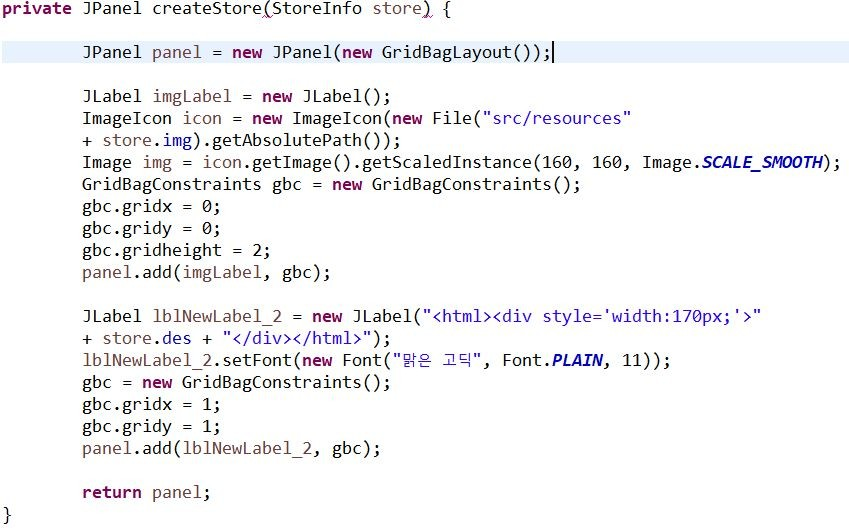 private JPanel createStore(StoreInfo store) {
JPanel panel = new JPanel(new GridBagLayout());
JLabel imgLabel = new JLabel();
ImageIcon icon = new ImageIcon(new File("src/resources"
+ store.img).getAbsolutePath());
Image img = icon.getImage().getScaledInstance(160, 160, Image.SCALE_SMOOTH);
GridBagConstraints gbc = new GridBagConstraints();
gbc.gridx = 0;
gbc.gridy = 0;
gbc.gridheight = 2;
panel.add(imgLabel, gbc);
JLabel lblNewLabel_2 = new JLabel("<html><div style='width:170px;'>"
+ store.des + "</div></html>");
lblNewLabel_2.setFont(new Font("맑은 고딕", Font.PLAIN, 11));
gbc = new GridBagConstraints();
gbc.gridx = 1;
gbc.gridy = 1;
panel.add(lblNewLabel_2, gbc);
return panel;
}